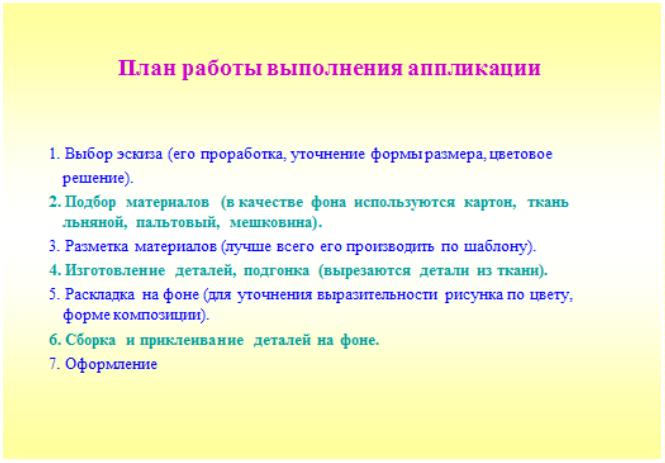 План работы выполнения аппликации
1. Выбор эскиза (его проработка, уточнение формы размера, цветовое
решение).
2. Подбор материалов (в качестве фона используются картон, ткань
льняной, пальтовый, мешковина).
3. Разметка материалов (лучше всего его производить по шаблону).
4. Изготовление деталей, подгонка (вырезаются детали из ткани).
5. Раскладка на фоне (для уточнения выразительности рисунка по цвету,
форме композиции).
6. Сборка и приклеивание деталей на фоне.
7. Оформление